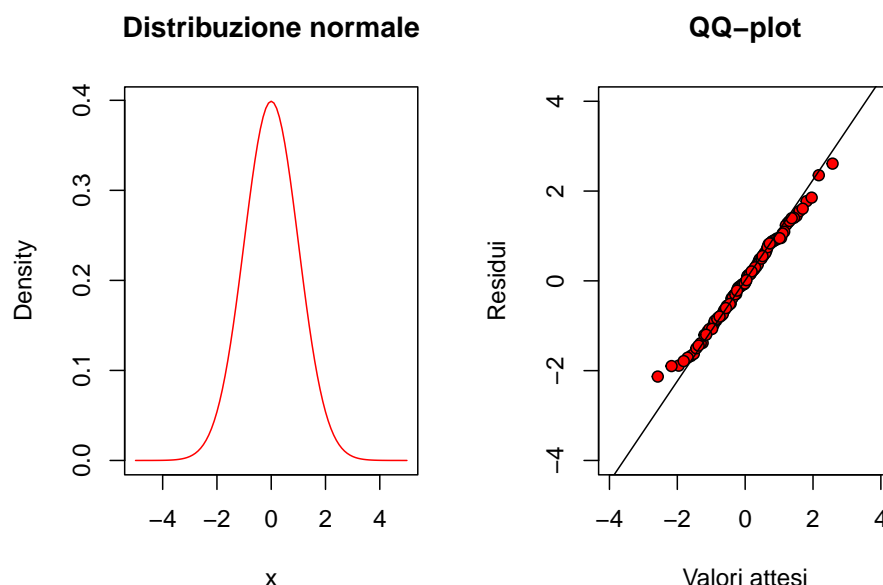 Distribuzione normale
Density
0.0 0.1 0.2 0.3 0.4
−4 −2 0 2 4
x
QQ−plot
Residui
−4 −2 0 2 4
−4 −2 0 2 4
Valori attesi